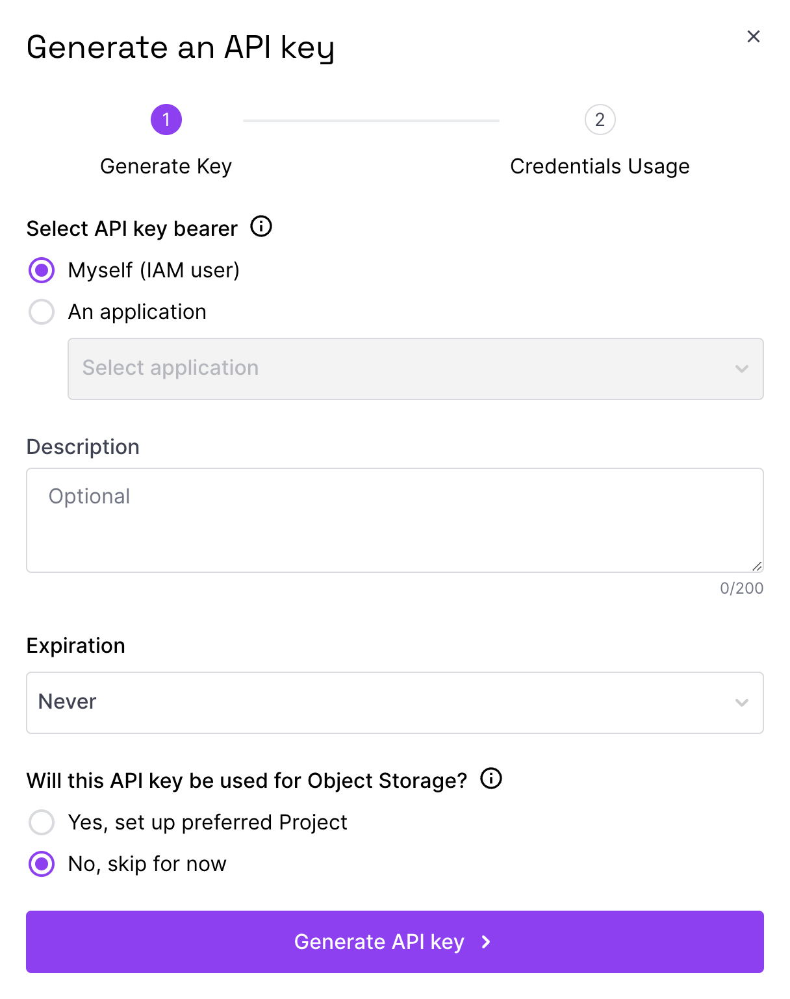 Generate an API key
1
2
Generate Key
Credentials Usage
Select API key bearer
Myself (IAM user)
An application
Select application
Description
Optional
0/200
Expiration
Never
Will this API key be used for Object Storage?
Yes, set up preferred Project
No, skip for now
Generate API key